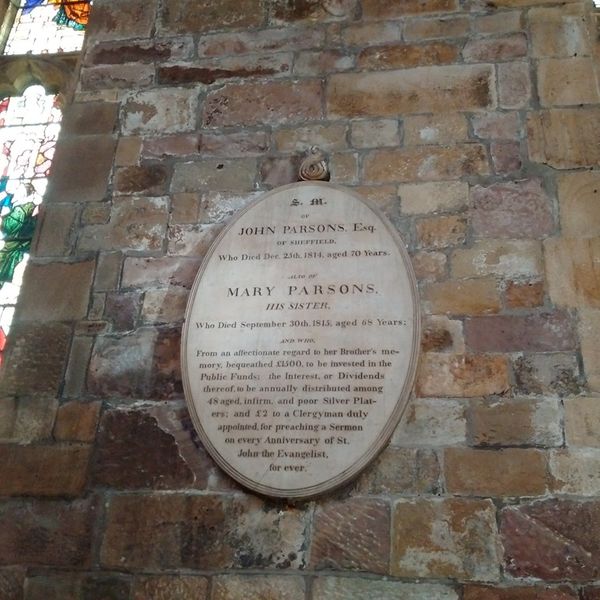 S. M.
OF
JOHN PARSONS, Esq.
OF SHEFFIELD,
Who Died Dec. 25th, 1814, aged 70 Years.
ALSO OF
MARY PARSONS,
HIS SISTER,
Who Died September 30th, 1815, aged 68 Years;
AND WHO,
From an affectionate regard to her Brother's me-
mory, bequeathed £1500, to be invested in the
Public Funds: the Interest, or Dividends
thereof, to be annually distributed among
48 aged, infirm, and poor Silver Plat-
ers; and £2 to a Clergyman duly
appointed, for preaching a Sermon
on every Anniversary of St.
John the Evangelist,
for ever.